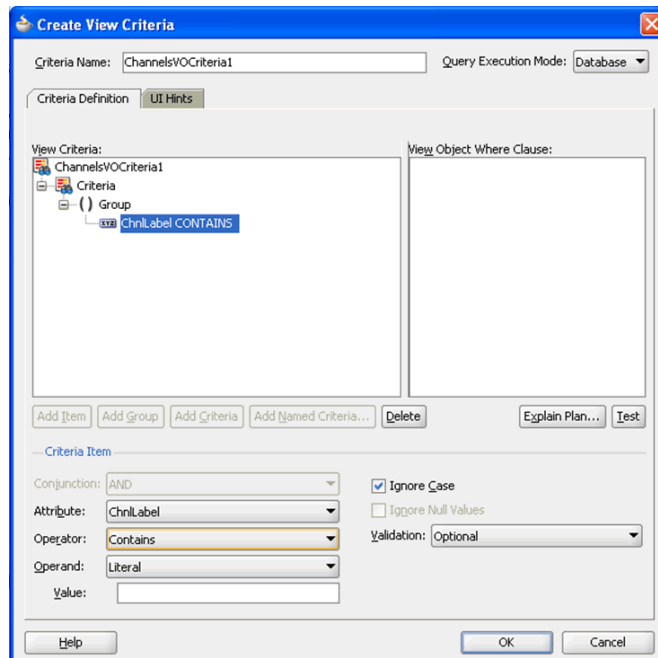 Create View Criteria
Criteria Name: ChannelsVOCriteria1 Query Execution Mode: Database
Criteria Definition UI Hints
View Criteria: View Object Where Clause:
ChannelsVOCriteria1
Criteria
( ) Group
XYZ ChnlLabel CONTAINS
Add Item Add Group Add Criteria Add Named Criteria... Delete Explain Plan... Test
Criteria Item
Conjunction: AND Ignore Case
Attribute: ChnlLabel Ignore Null Values
Operator: Contains Validation: Optional
Operand: Literal
Value:
Help OK Cancel